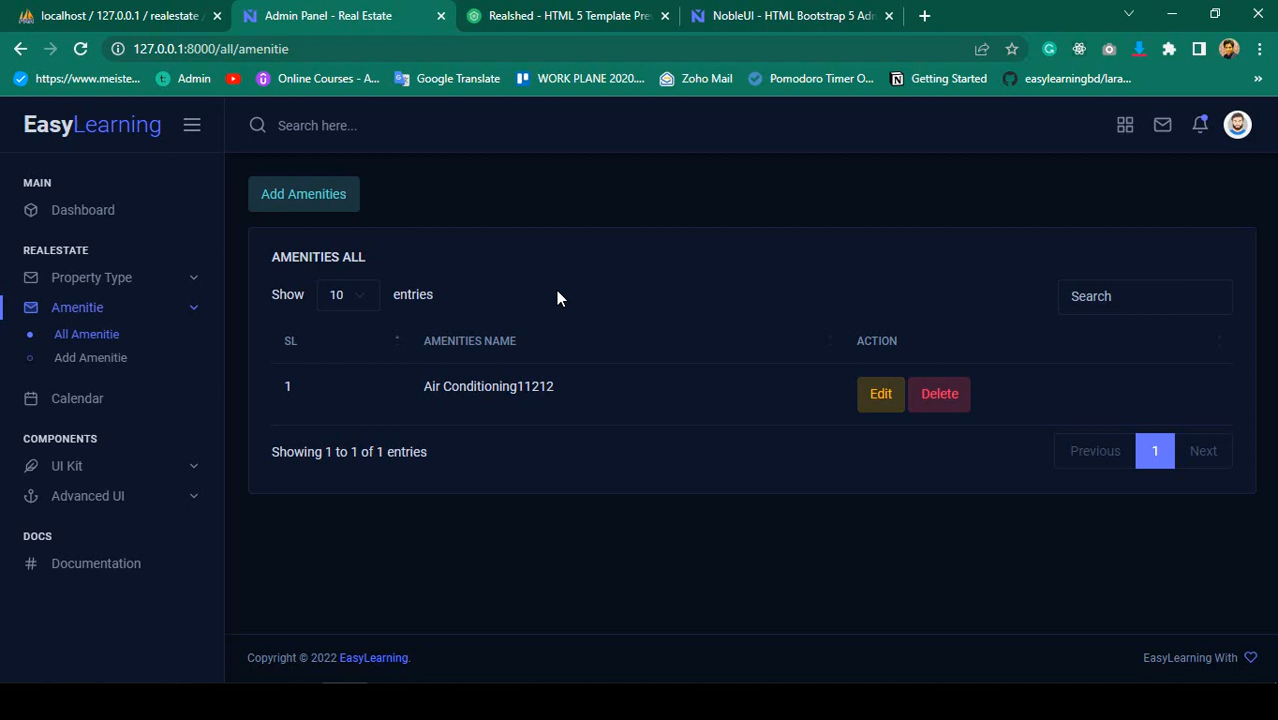 localhost / 127.0.0.1 / realestate /
Admin Panel - Real Estate
Realshed - HTML 5 Template Pre
NobleUI - HTML Bootstrap 5 Adm
127.0.0.1:8000/all/amenitie
https://www.meiste...
Admin
Online Courses - A...
Google Translate
WORK PLANE 2020....
Zoho Mail
Pomodoro Timer O...
Getting Started
easylearningbd/lara...
»
EasyLearning
Search here...
MAIN
Dashboard
REALESTATE
Property Type
Amenitie
All Amenitie
Add Amenitie
Calendar
COMPONENTS
UI Kit
Advanced UI
DOCS
Documentation
Add Amenities
AMENITIES ALL
Show 10 entries
Search
SL AMENITIES NAME ACTION
1 Air Conditioning11212 Edit Delete
Showing 1 to 1 of 1 entries
Previous 1 Next
Copyright © 2022 EasyLearning.
EasyLearning With